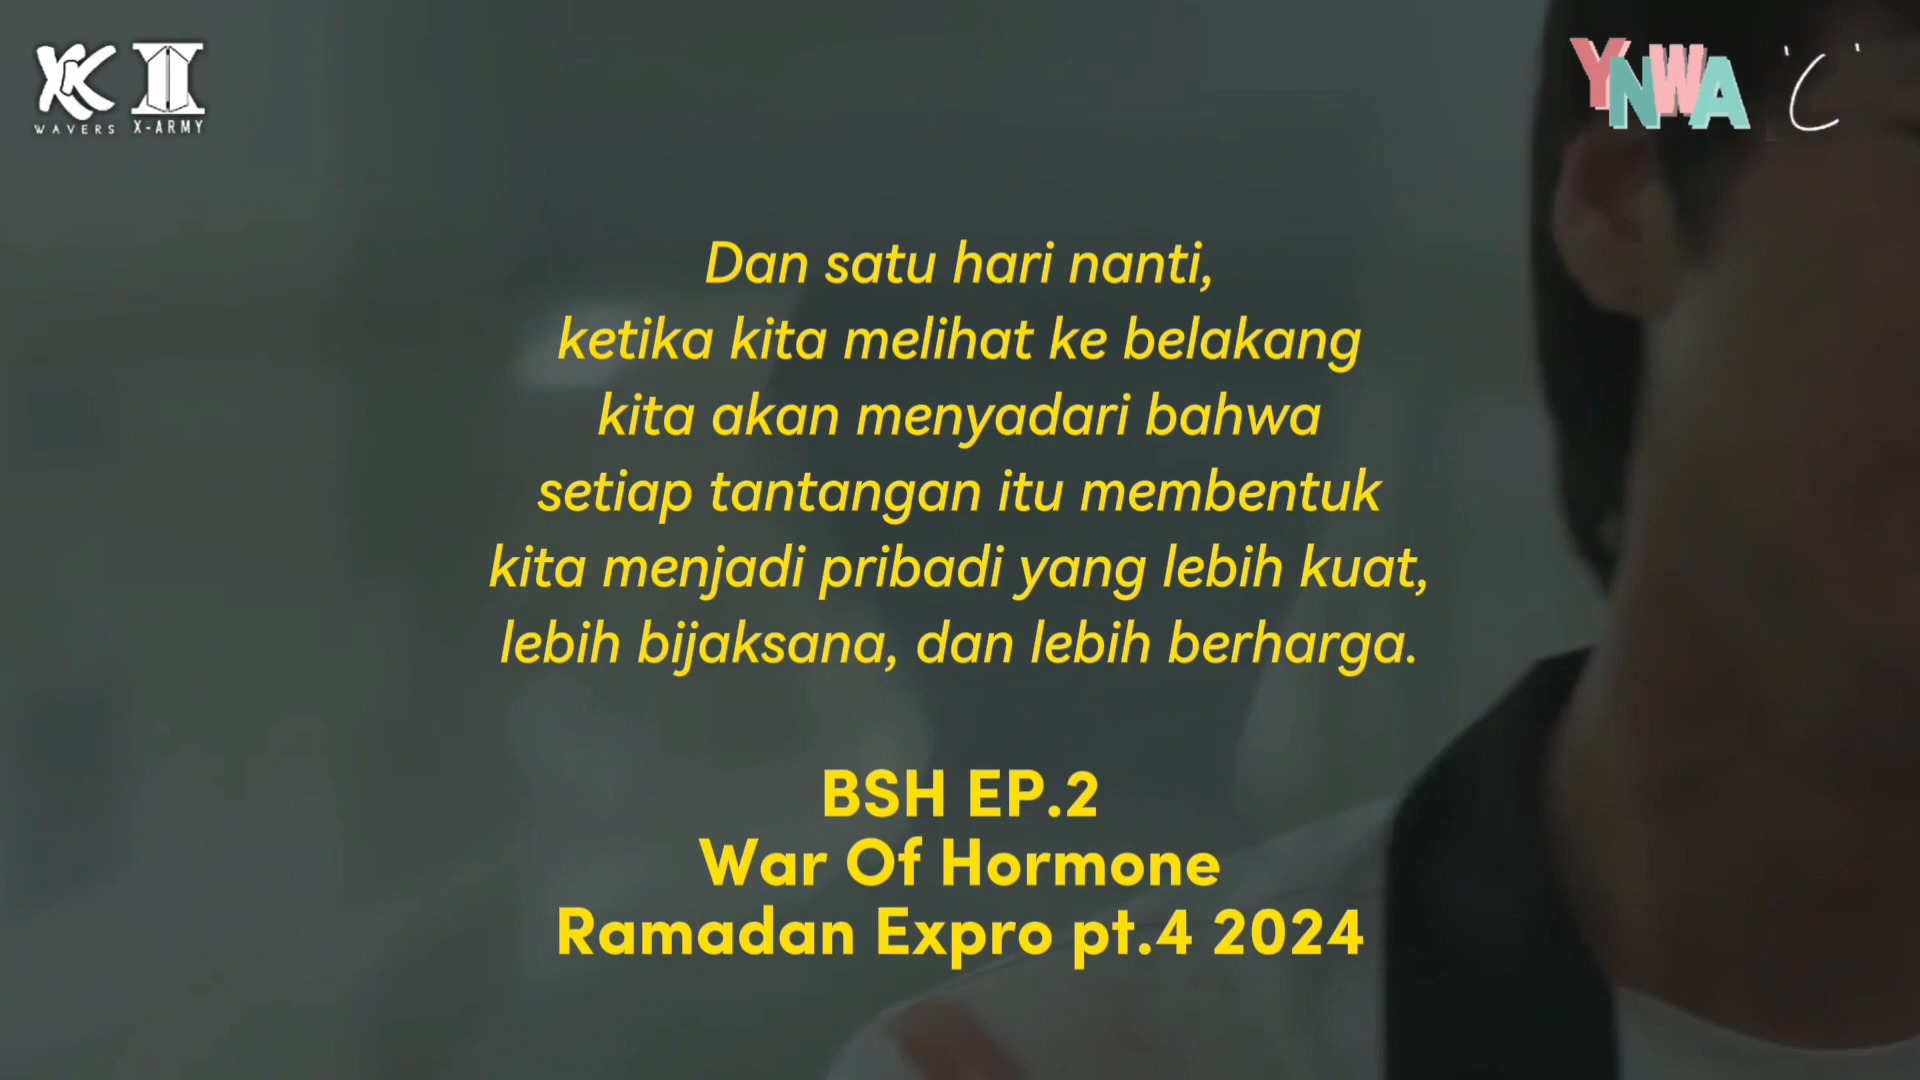 WAVERS X-ARMY
YNWA 'C'
Dan satu hari nanti,
ketika kita melihat ke belakang
kita akan menyadari bahwa
setiap tantangan itu membentuk
kita menjadi pribadi yang lebih kuat,
lebih bijaksana, dan lebih berharga.
BSH EP.2
War Of Hormone
Ramadan Expro pt.4 2024